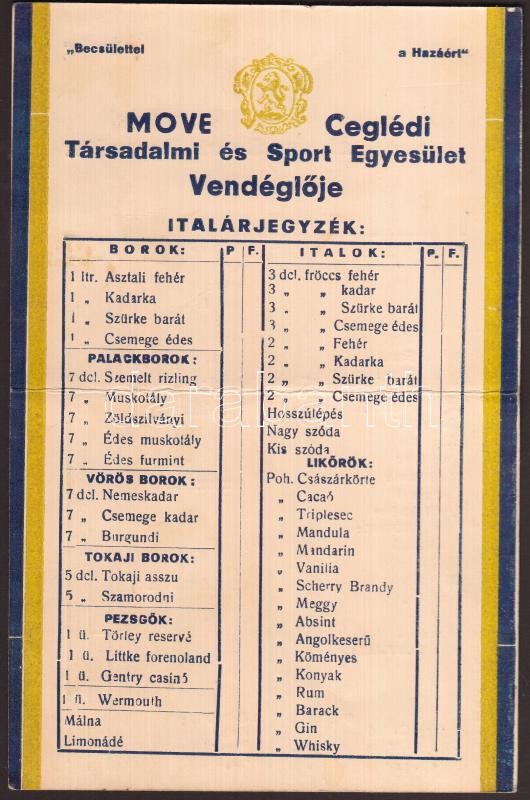 „Becsülettel
a Hazáért“
MOVE Ceglédi
Társadalmi és Sport Egyesület
Vendéglője
ITALÁRJEGYZÉK:
BOROK: P F.
1 ltr. Asztali fehér
1 „ Kadarka
1 „ Szürke barát
1 „ Csemege édes
PALACKBOROK:
7 dcl. Szemelt rizling
7 „ Muskotály
7 „ Zöldszilványi
7 „ Édes muskotály
7 „ Édes furmint
VÖRÖS BOROK:
7 dcl. Nemeskadar
7 „ Csemege kadar
7 „ Burgundi
TOKAJI BOROK:
5 dcl. Tokaji asszu
5 „ Szamorodni
PEZSGŐK:
1 ü. Törley reservé
1 ü. Littke forenoland
1 ü. Gentry casinó
1 ü. Wermouth
Málna
Limonádé
ITALOK: P. F.
3 dcl. fröccs fehér
3 „ „ kadar
3 „ „ Szürke barát
3 „ „ Csemege édes
2 „ „ Fehér
2 „ „ Kadarka
2 „ „ Szürke barát
2 „ „ Csemege édes
Hosszúlépés
Nagy szóda
Kis szóda
LIKŐRÖK:
Poh. Császárkörte
„ Cacaó
„ Triplesec
„ Mandula
„ Mandarin
„ Vanilia
„ Scherry Brandy
„ Meggy
„ Absint
„ Angolkeserű
„ Köményes
„ Konyak
„ Rum
„ Barack
„ Gin
„ Whisky
darabanth